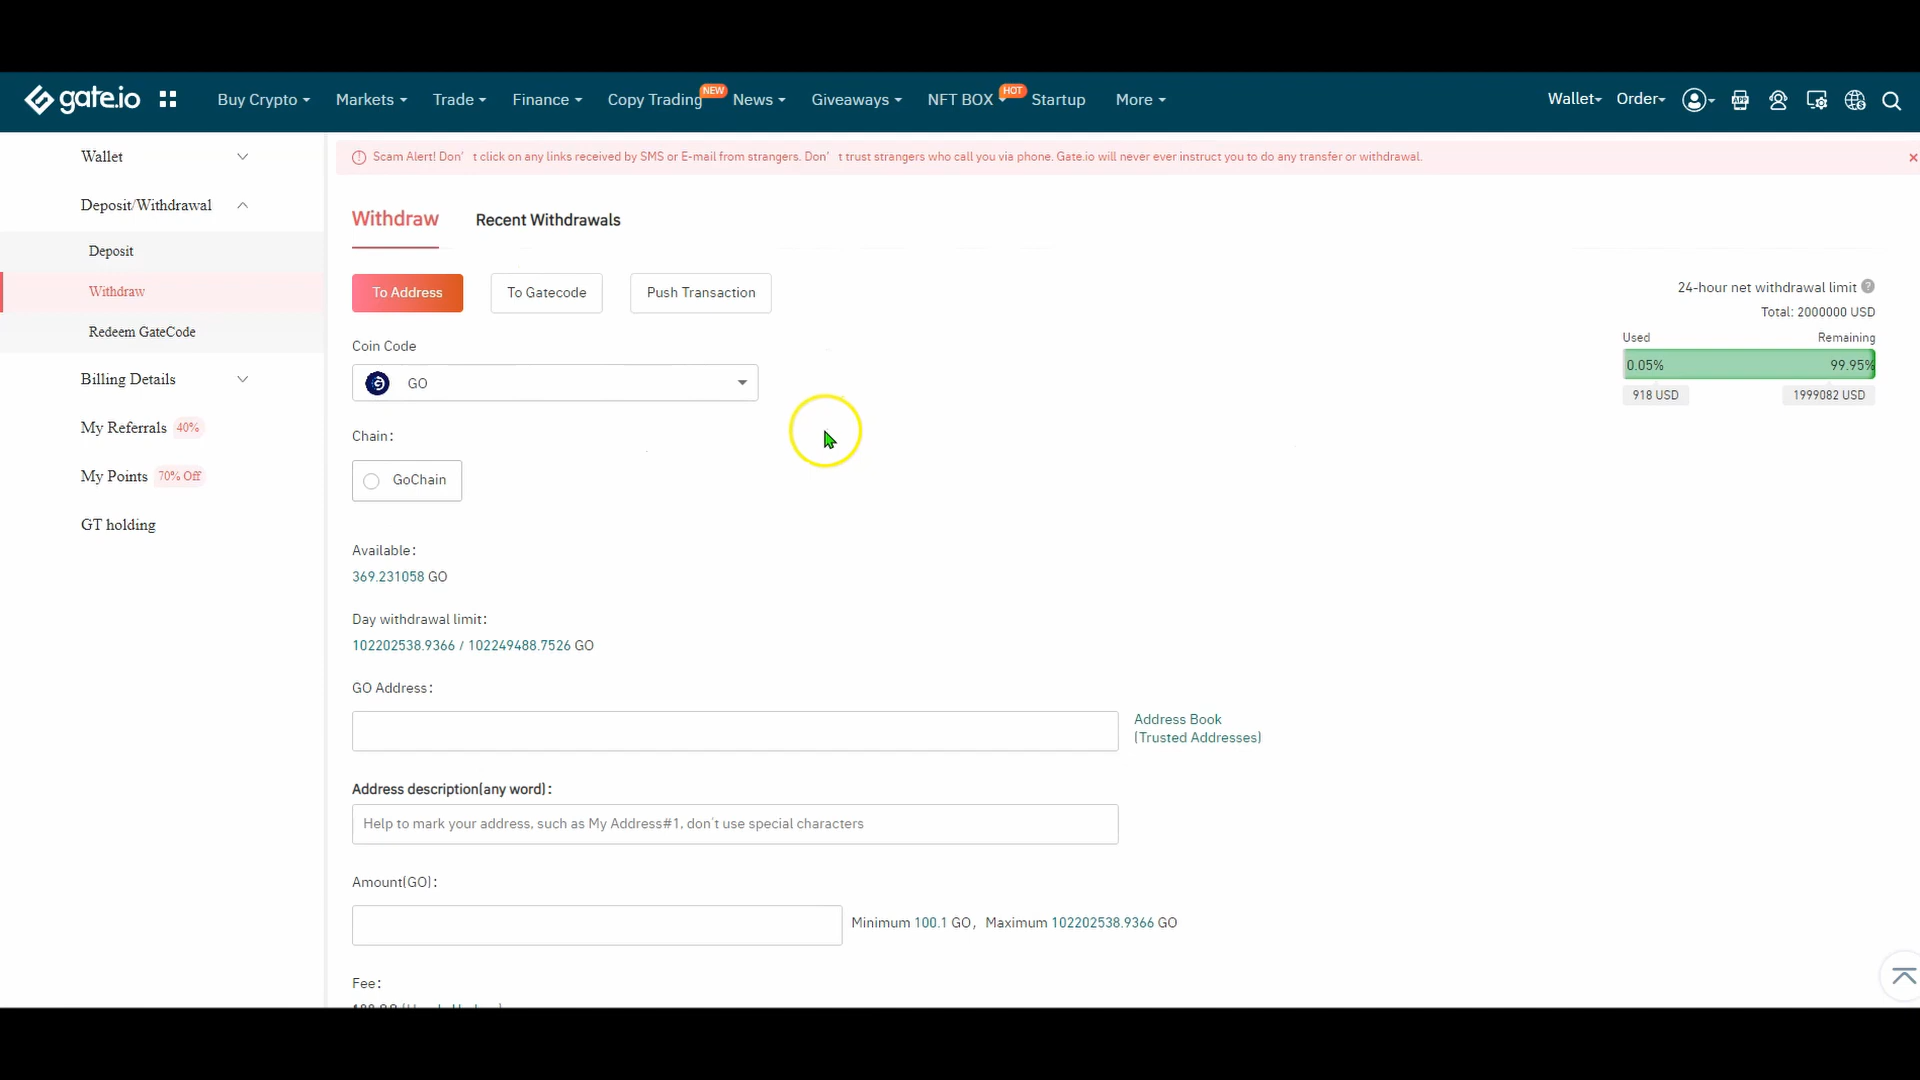 gate.io
Buy Crypto
Markets
Trade
Finance
Copy Trading
NEW
News
Giveaways
NFT BOX
HOT
Startup
More
Wallet
Order
APP
Wallet
Deposit/Withdrawal
Deposit
Withdraw
Redeem GateCode
Billing Details
My Referrals 40%
My Points 70% Off
GT holding
Scam Alert! Don't click on any links received by SMS or E-mail from strangers. Don't trust strangers who call you via phone. Gate.io will never ever instruct you to do any transfer or withdrawal.
Withdraw
Recent Withdrawals
To Address
To Gatecode
Push Transaction
24-hour net withdrawal limit ?
Total: 2000000 USD
Used
Remaining
0.05%
99.95%
918 USD
1999082 USD
Coin Code
GO
Chain:
GoChain
Available:
369.231058 GO
Day withdrawal limit:
102202538.9366 / 102249488.7526 GO
GO Address:
Address Book
(Trusted Addresses)
Address description(any word):
Help to mark your address, such as My Address#1, don't use special characters
Amount(GO):
Minimum 100.1 GO, Maximum 102202538.9366 GO
Fee: